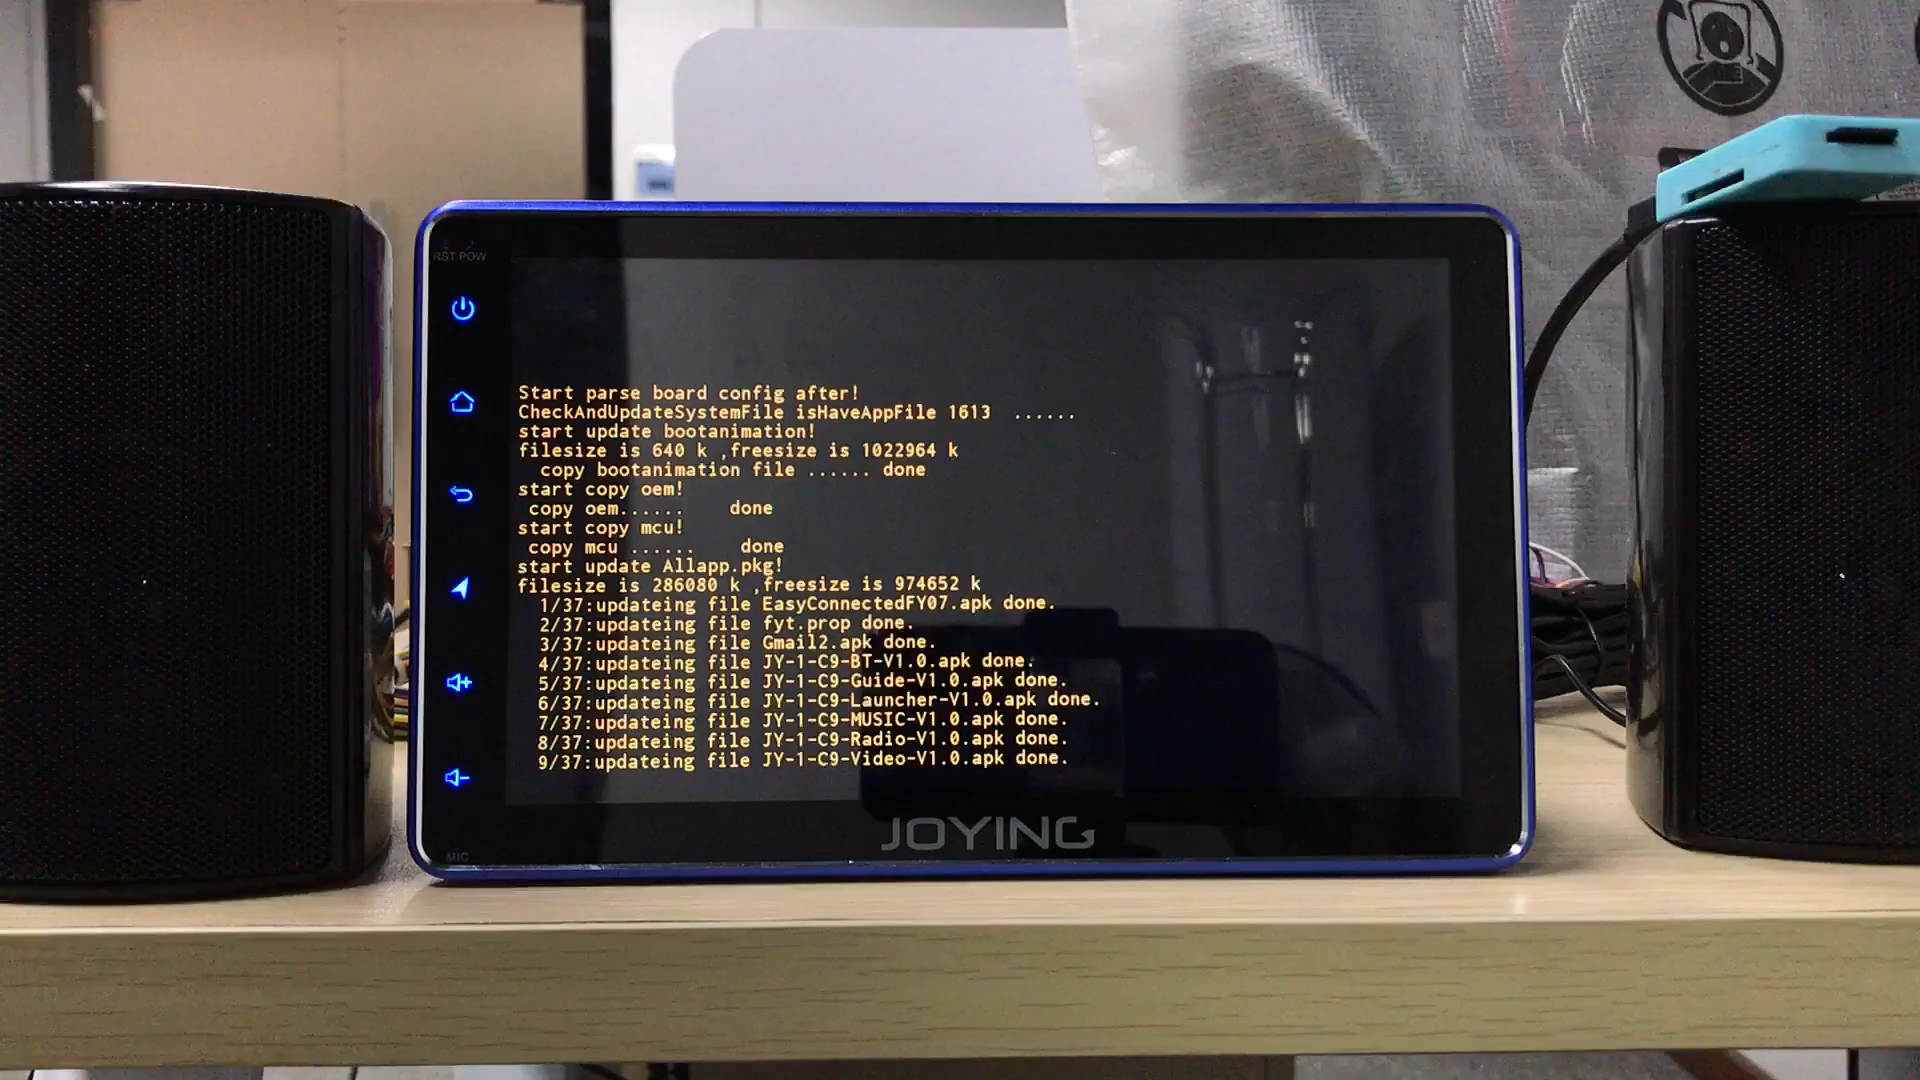 RST POW
Start parse board config after!
CheckAndUpdateSystemFile isHaveAppFile 1613 ......
start update bootanimation!
filesize is 640 k ,freesize is 1022964 k
copy bootanimation file ...... done
start copy oem!
copy oem...... done
start copy mcu!
copy mcu ...... done
start update Allapp.pkg!
filesize is 286080 k ,freesize is 974652 k
1/37:updateing file EasyConnectedFY07.apk done.
2/37:updateing file fyt.prop done.
3/37:updateing file Gmail2.apk done.
4/37:updateing file JY-1-C9-BT-V1.0.apk done.
5/37:updateing file JY-1-C9-Guide-V1.0.apk done.
6/37:updateing file JY-1-C9-Launcher-V1.0.apk done.
7/37:updateing file JY-1-C9-MUSIC-V1.0.apk done.
8/37:updateing file JY-1-C9-Radio-V1.0.apk done.
9/37:updateing file JY-1-C9-Video-V1.0.apk done.
JOYING
MIC